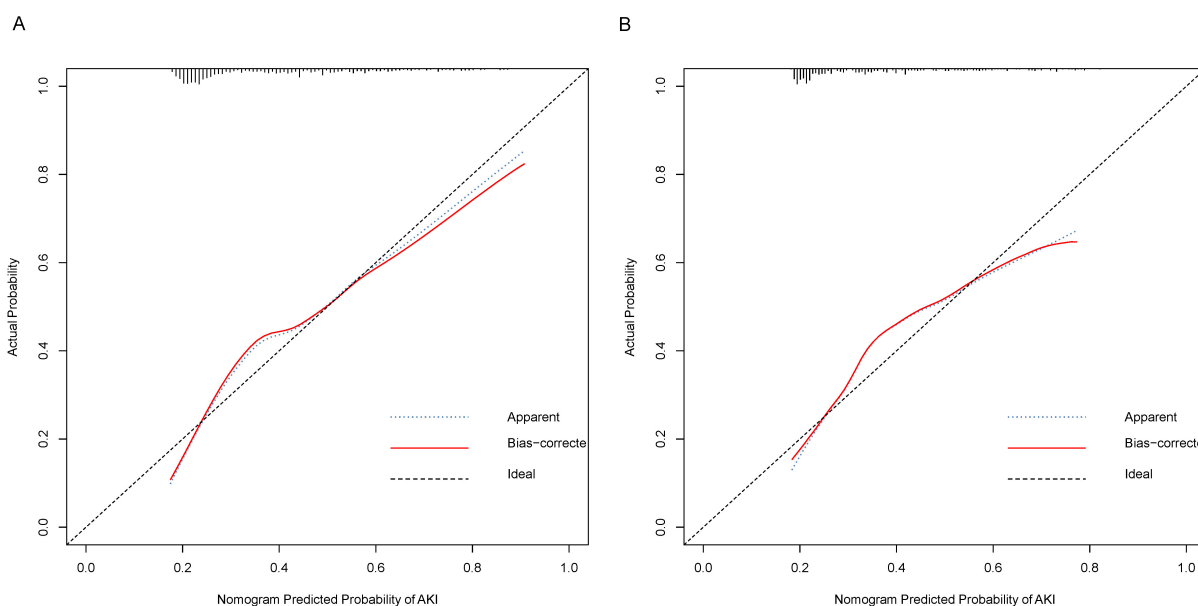 A
B
Actual Probability
1.0
0.8
0.6
0.4
0.2
0.0
Apparent
Bias-correcte
Ideal
0.0 0.2 0.4 0.6 0.8 1.0
Nomogram Predicted Probability of AKI
Actual Probability
1.0
0.8
0.6
0.4
0.2
0.0
Apparent
Bias-correct
Ideal
0.0 0.2 0.4 0.6 0.8 1.0
Nomogram Predicted Probability of AKI